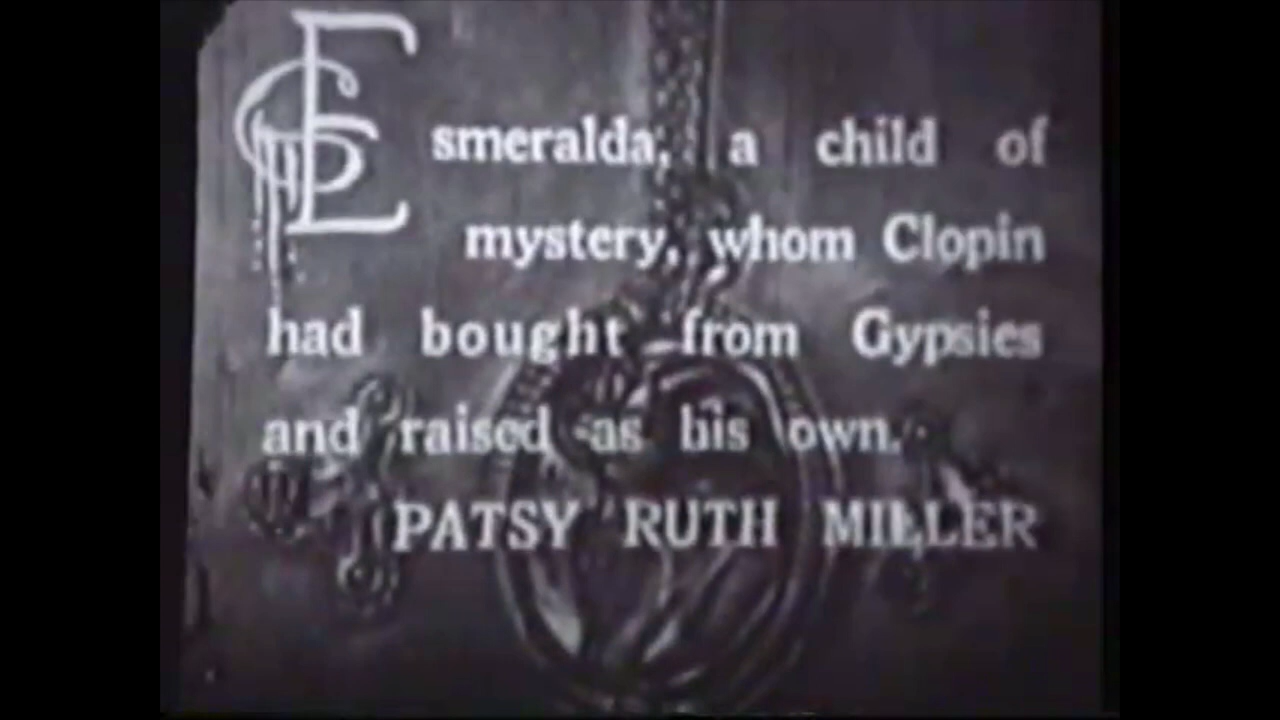 Esmeralda, a child of
mystery, whom Clopin
had bought from Gypsies
and raised as his own.
PATSY RUTH MILLER